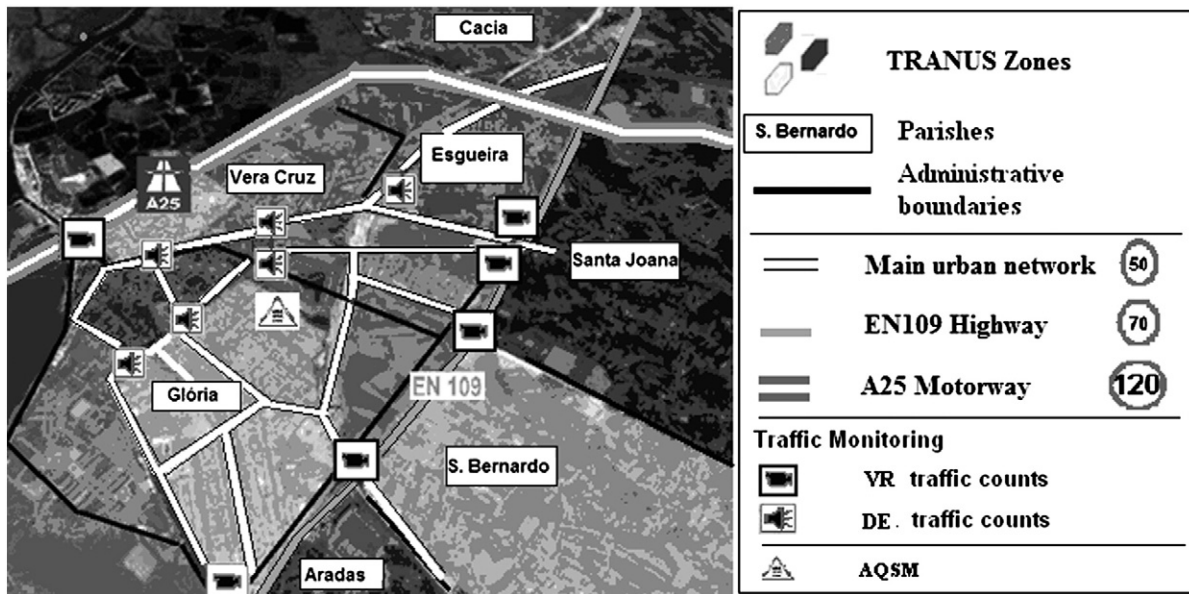 Cacia
Esgueira
Vera Cruz
A25
Santa Joana
EN 109
Glória
S. Bernardo
Aradas
TRANUS Zones
S. Bernardo
Parishes
Administrative
boundaries
Main urban network
50
EN109 Highway
70
A25 Motorway
120
Traffic Monitoring
VR traffic counts
DE. traffic counts
AQSM